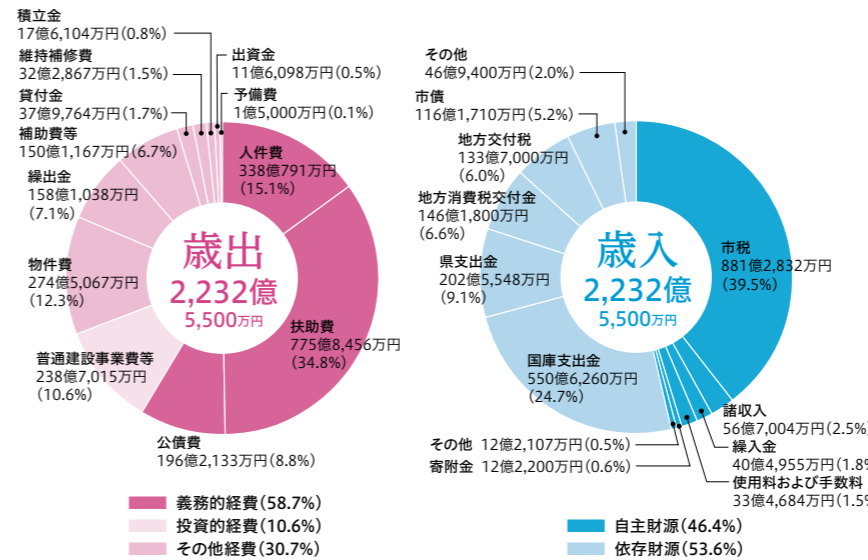 積立金
17億6,104万円(0.8%)
維持補修費
32億2,867万円(1.5%)
貸付金
37億9,764万円(1.7%)
補助費等
150億1,167万円(6.7%)
繰出金
158億1,038万円
(7.1%)
物件費
274億5,067万円
(12.3%)
普通建設事業費等
238億7,015万円
(10.6%)
公債費
196億2,133万円(8.8%)
出資金
11億6,098万円(0.5%)
予備費
1億5,000万円(0.1%)
人件費
338億791万円
(15.1%)
扶助費
775億8,456万円
(34.8%)
歳出
2,232億
5,500万円
義務的経費(58.7%)
投資的経費(10.6%)
その他経費(30.7%)
その他
46億9,400万円(2.0%)
市債
116億1,710万円(5.2%)
地方交付税
133億7,000万円
(6.0%)
地方消費税交付金
146億1,800万円
(6.6%)
県支出金
202億5,548万円
(9.1%)
国庫支出金
550億6,260万円
(24.7%)
歳入
2,232億
5,500万円
市税
881億2,832万円
(39.5%)
諸収入
56億7,004万円(2.5%)
繰入金
40億4,955万円(1.8%
使用料および手数料
33億4,684万円(1.5%
その他 12億2,107万円(0.5%)
寄附金 12億2,200万円(0.6%)
自主財源(46.4%)
依存財源(53.6%)